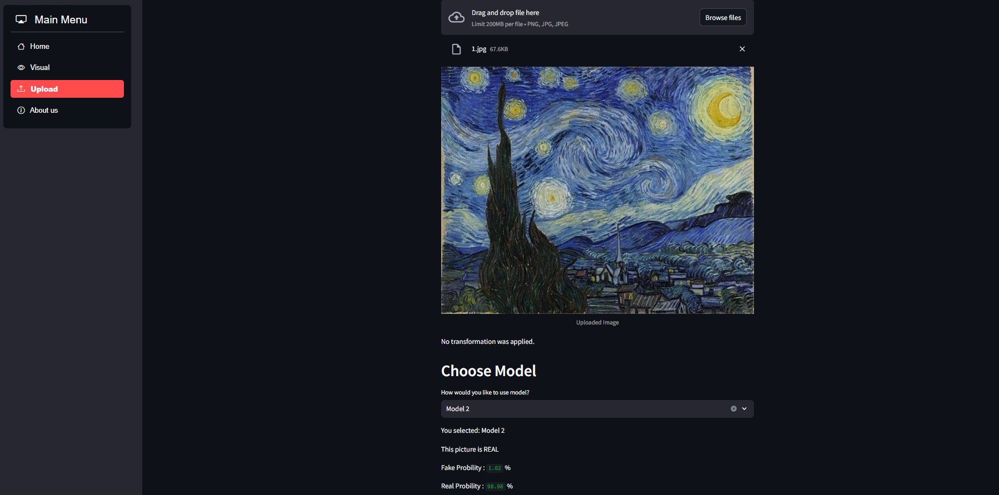 Main Menu
Home
Visual
Upload
About us
Drag and drop file here
Limit 200MB per file • PNG, JPG, JPEG
Browse files
1.jpg 67.6KB
Uploaded Image
No transformation was applied.
Choose Model
How would you like to use model?
Model 2
You selected: Model 2
This picture is REAL
Fake Probility : 1.02 %
Real Probility : 98.98 %